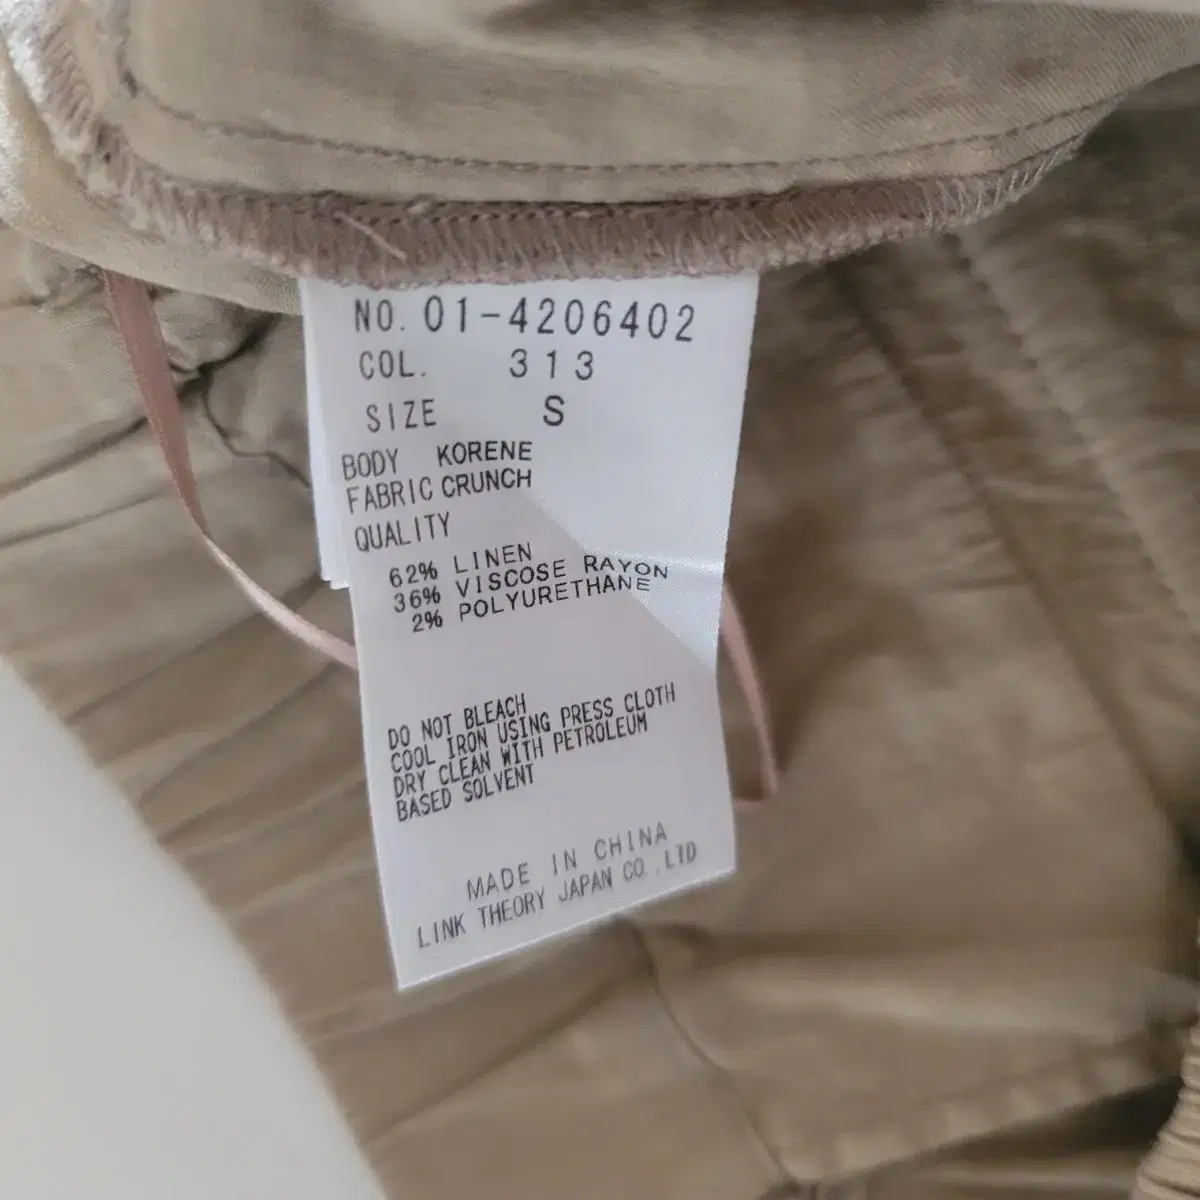 NO. 01-4206402
COL. 313
SIZE S
BODY KORENE
FABRIC CRUNCH
QUALITY
62% LINEN
36% VISCOSE RAYON
2% POLYURETHANE
DO NOT BLEACH
COOL IRON USING PRESS CLOTH
DRY CLEAN WITH PETROLEUM
BASED SOLVENT
MADE IN CHINA
LINK THEORY JAPAN CO.,LTD